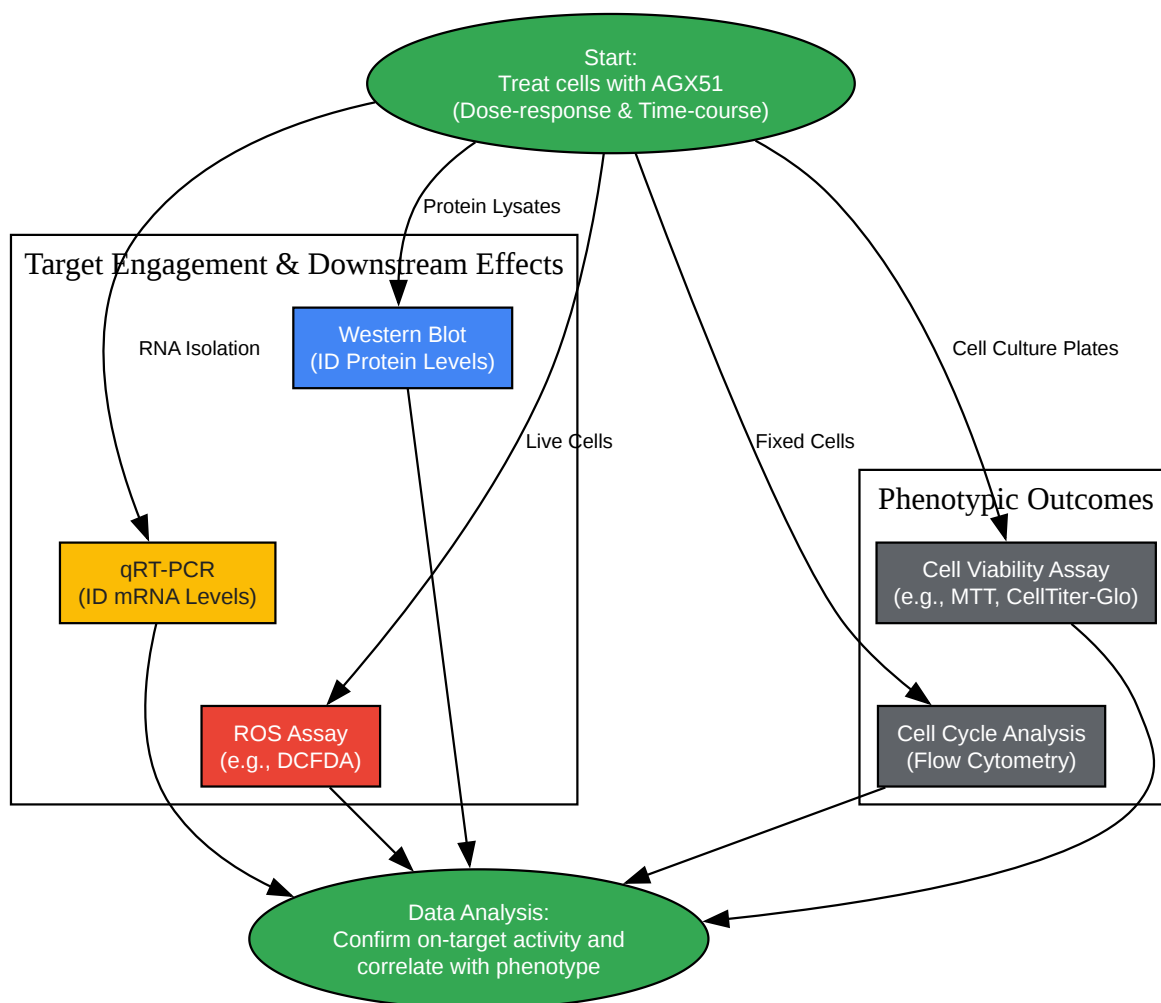 Start:
Treat cells with AGX51
(Dose-response & Time-course)
Protein Lysates
Target Engagement & Downstream Effects
Western Blot
(ID Protein Levels)
RNA Isolation
Cell Culture Plates
Live Cells
Fixed Cells
Phenotypic Outcomes
qRT-PCR
(ID mRNA Levels)
Cell Viability Assay
(e.g., MTT, CellTiter-Glo)
ROS Assay
(e.g., DCFDA)
Cell Cycle Analysis
(Flow Cytometry)
Data Analysis:
Confirm on-target activity and
correlate with phenotype